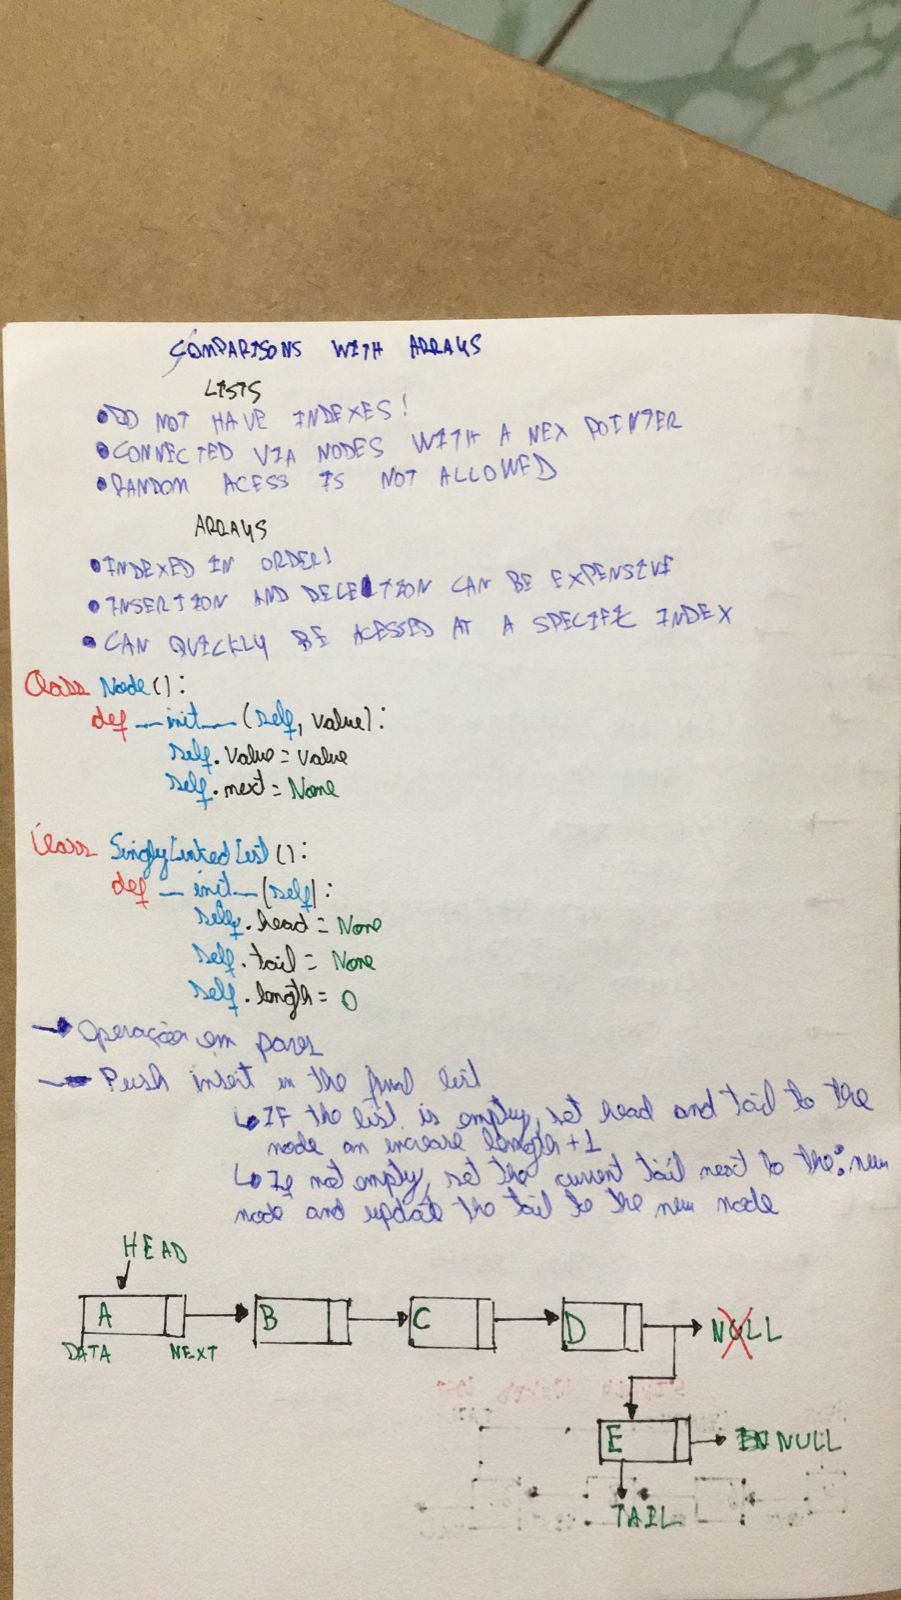 COMPARISONS WITH ARRAYS
LISTS
• DO NOT HAVE INDEXES!
• CONNECTED VIA NODES WITH A NEX POINTER
• RANDOM ACESS IS NOT ALLOWED
ARRAYS
• INDEXED IN ORDER!
• INSERTION AND DELELTION CAN BE EXPENSIVE
• CAN QUICKLY BE ACESSED AT A SPECIFIC INDEX
Class Node():
def __init__(self, value):
self.value = value
self.next = None
Class SinglyLinkedList():
def __init__(self):
self.head = None
self.tail = None
self.length = 0
→ Operação em
→ Push insert in the final list
↳ IF the list is empty, set head and tail to the
node an increase length +1
↳ If not empty, set the current tail next to the: new
node and update the tail to the new node
HEAD
A B C D NULL
DATA NEXT
E NULL
TAIL